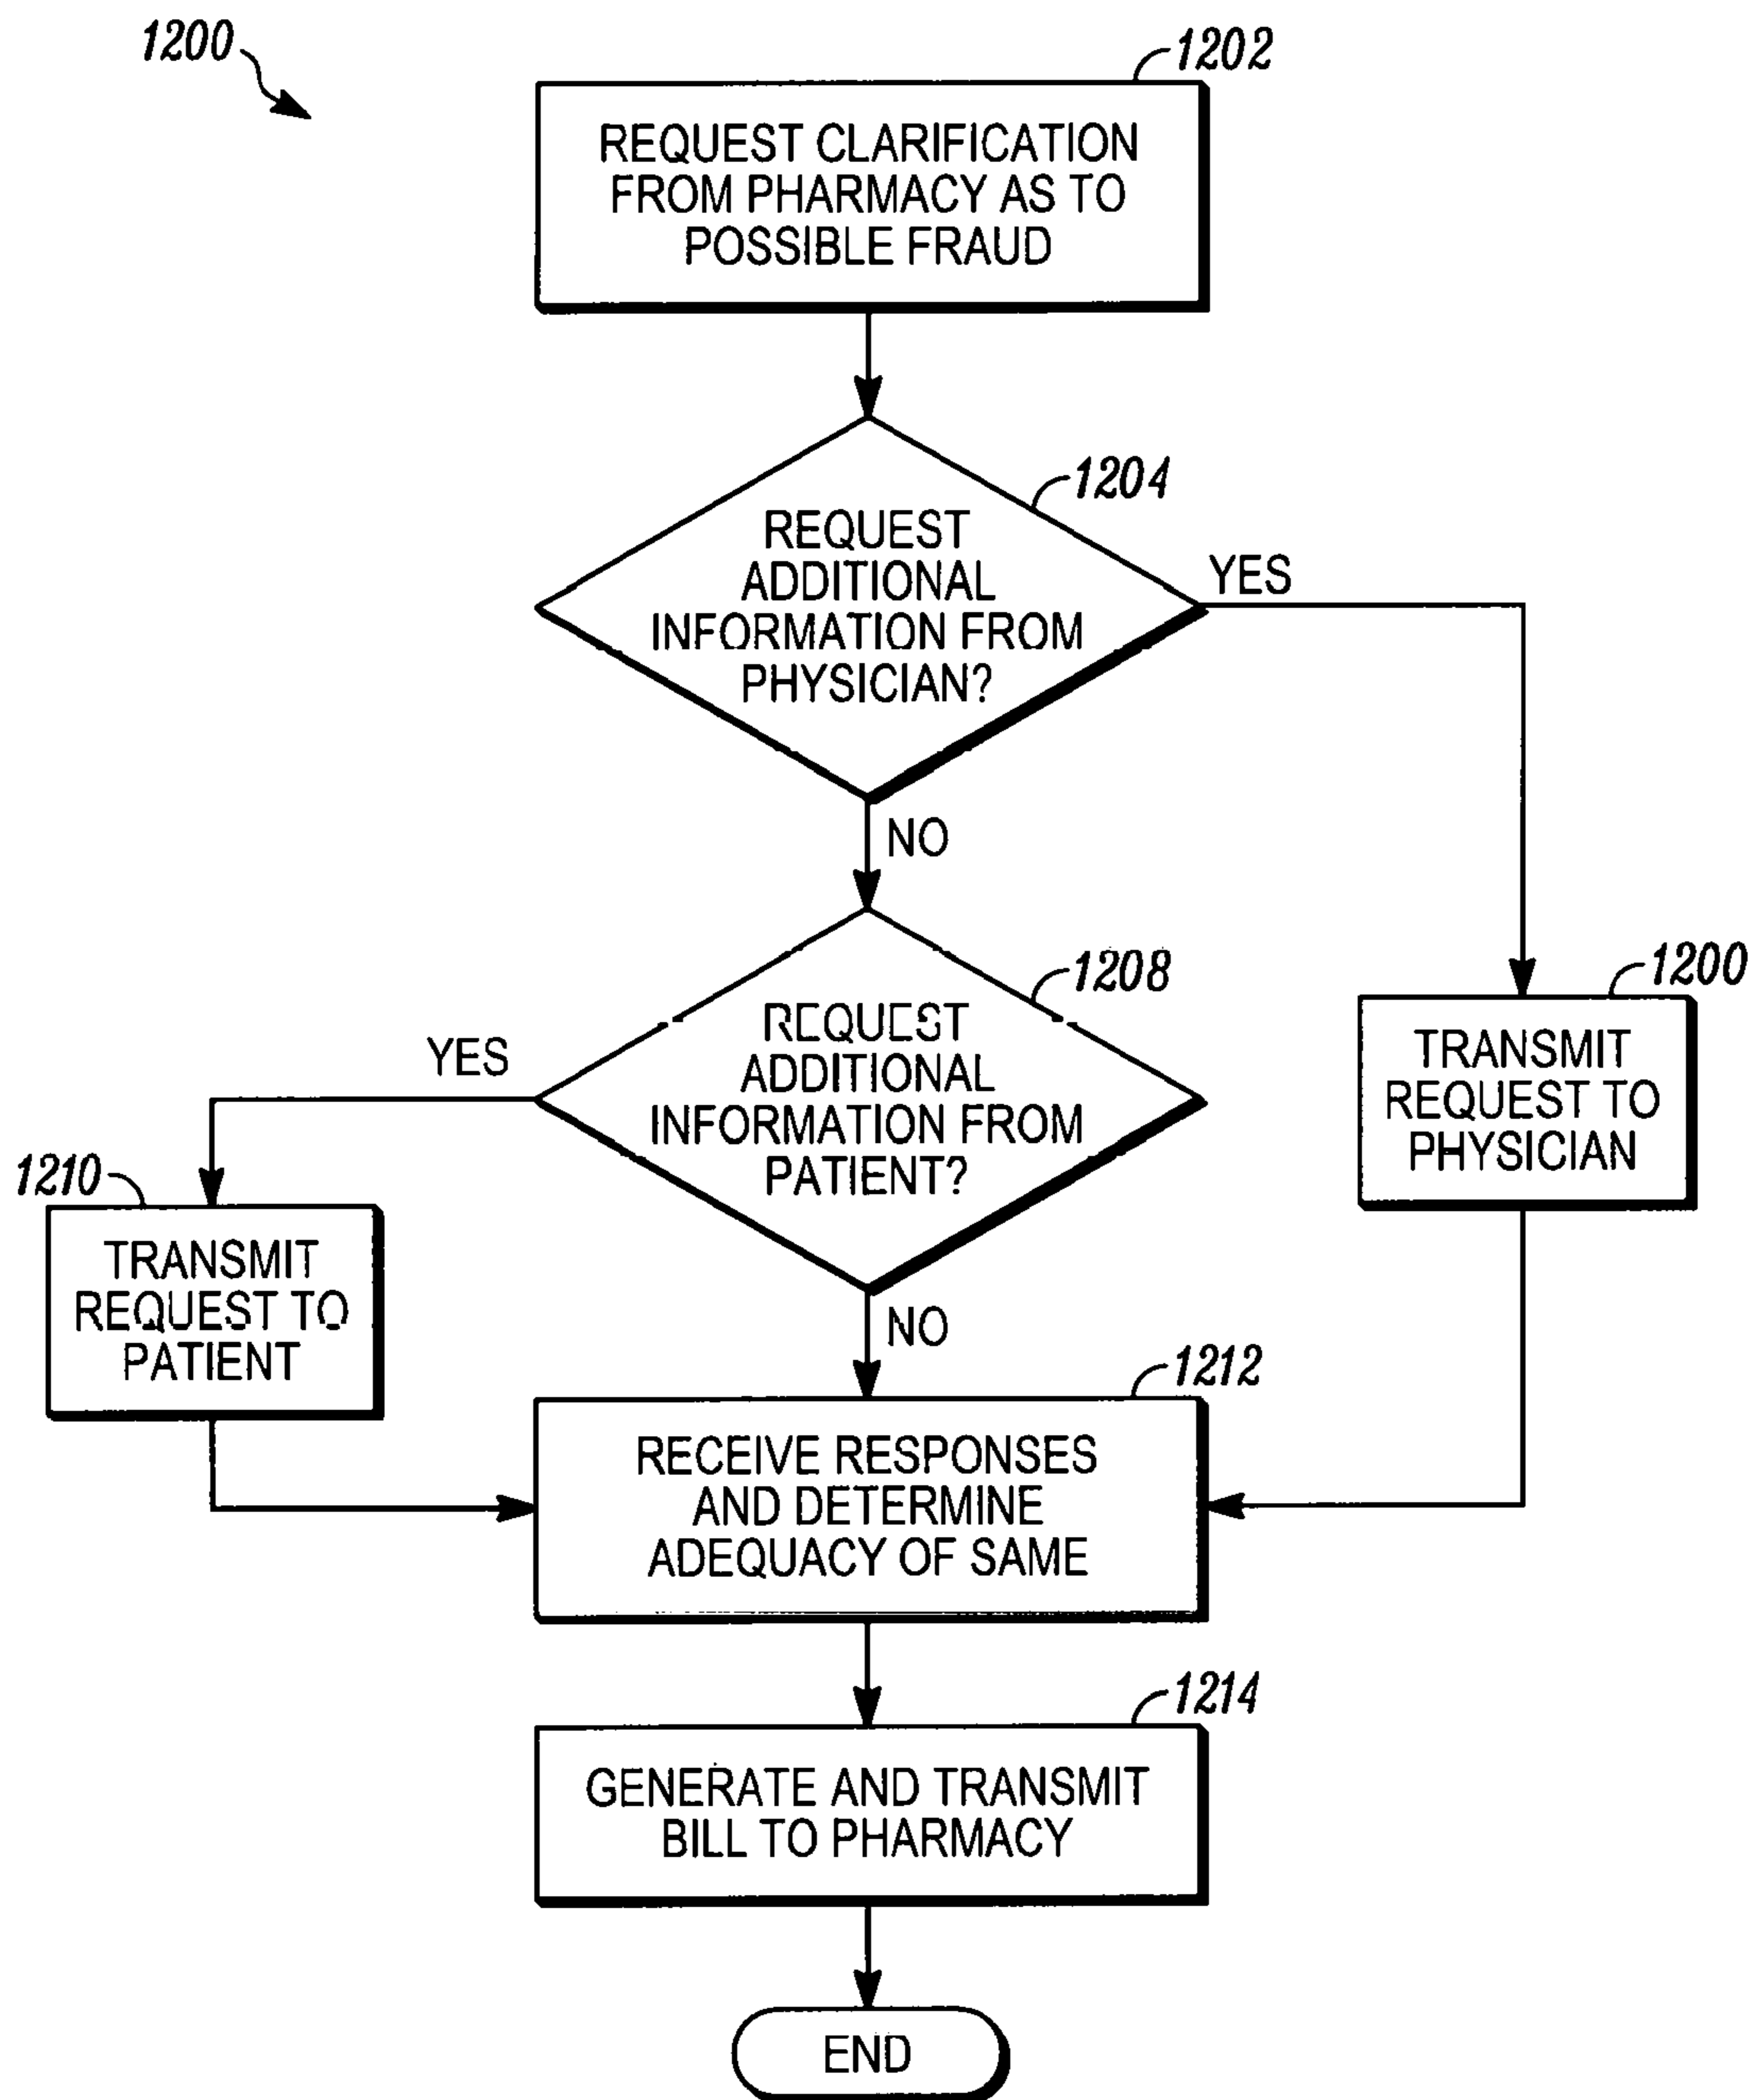 1200
1202
REQUEST CLARIFICATION
FROM PHARMACY AS TO
POSSIBLE FRAUD
1204
REQUEST
ADDITIONAL
INFORMATION FROM
PHYSICIAN?
YES
NO
1208
REQUEST
ADDITIONAL
INFORMATION FROM
PATIENT?
YES
1200
TRANSMIT
REQUEST TO
PHYSICIAN
1210
TRANSMIT
REQUEST TO
PATIENT
NO
1212
RECEIVE RESPONSES
AND DETERMINE
ADEQUACY OF SAME
1214
GENERATE AND TRANSMIT
BILL TO PHARMACY
END